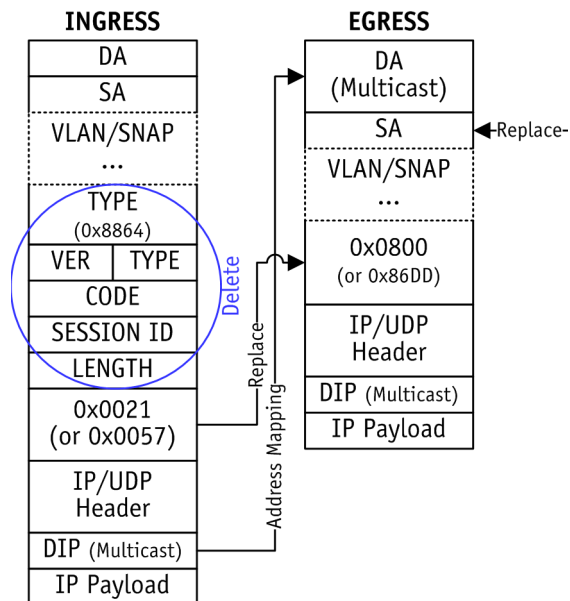 INGRESS
DA
SA
VLAN/SNAP
...
TYPE
(0x8864)
VER
TYPE
CODE
SESSION ID
LENGTH
0x0021
(or 0x0057)
IP/UDP
Header
DIP (Multicast)
IP Payload
Delete
Replace
Address Mapping
EGRESS
DA
(Multicast)
SA
Replace
VLAN/SNAP
...
0x0800
(or 0x86DD)
IP/UDP
Header
DIP (Multicast)
IP Payload